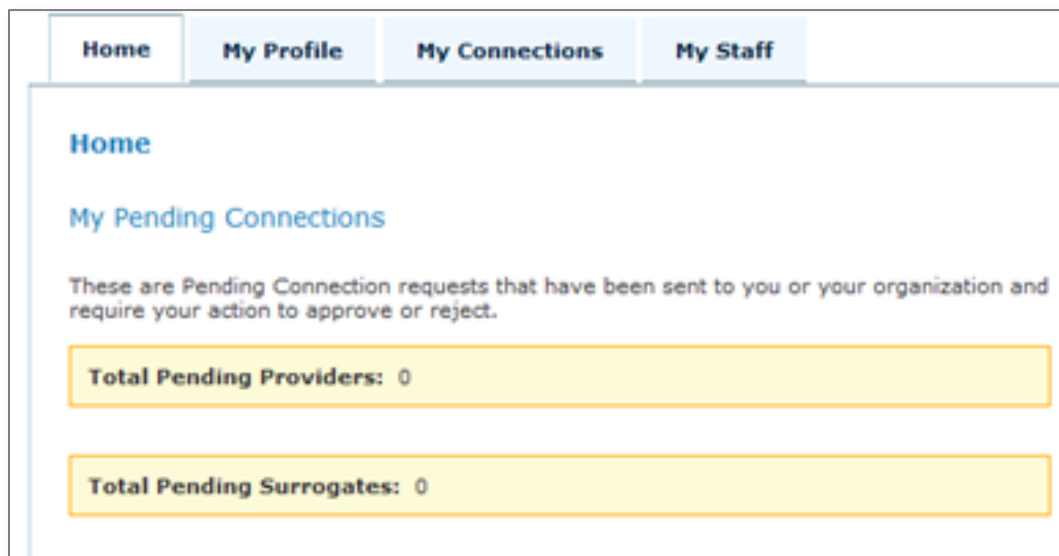 Home My Profile My Connections My Staff
Home
My Pending Connections
These are Pending Connection requests that have been sent to you or your organization and
require your action to approve or reject.
Total Pending Providers: 0
Total Pending Surrogates: 0